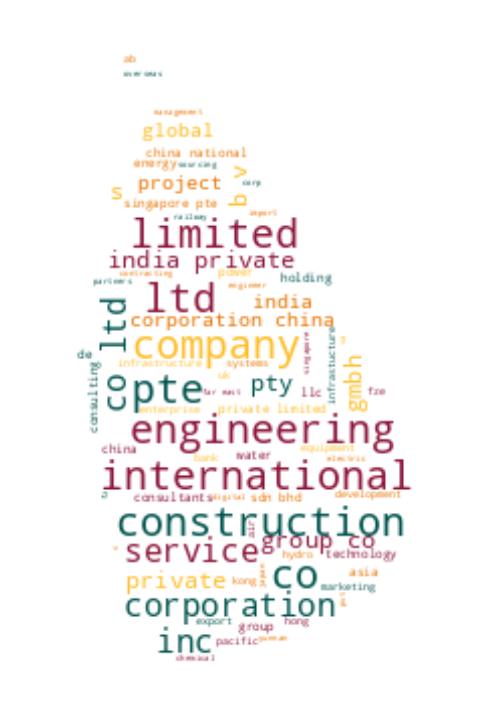 ab
overseas
management
global
china national
energy
sourcing
b v
project
corp
s
singapore pte
import
railway
limited
india private
contracting
power
partners
holding
engineer
ltd
india
ltd
corporation china
company
singapore
infrastructure
de
infrastructure
systems
uk
gmbh
consulting
co
pte
pty
far east
llc
fze
enterprise
private limited
engineering
china
equipment
water
bank
electric
international
consultants
digital
sdn bhd
development
construction
air
group co
service
hydro
technology
japan
co
asia
private
kong
marketing
corporation
export
hong
group
inc
pacific
yunnan
chemical